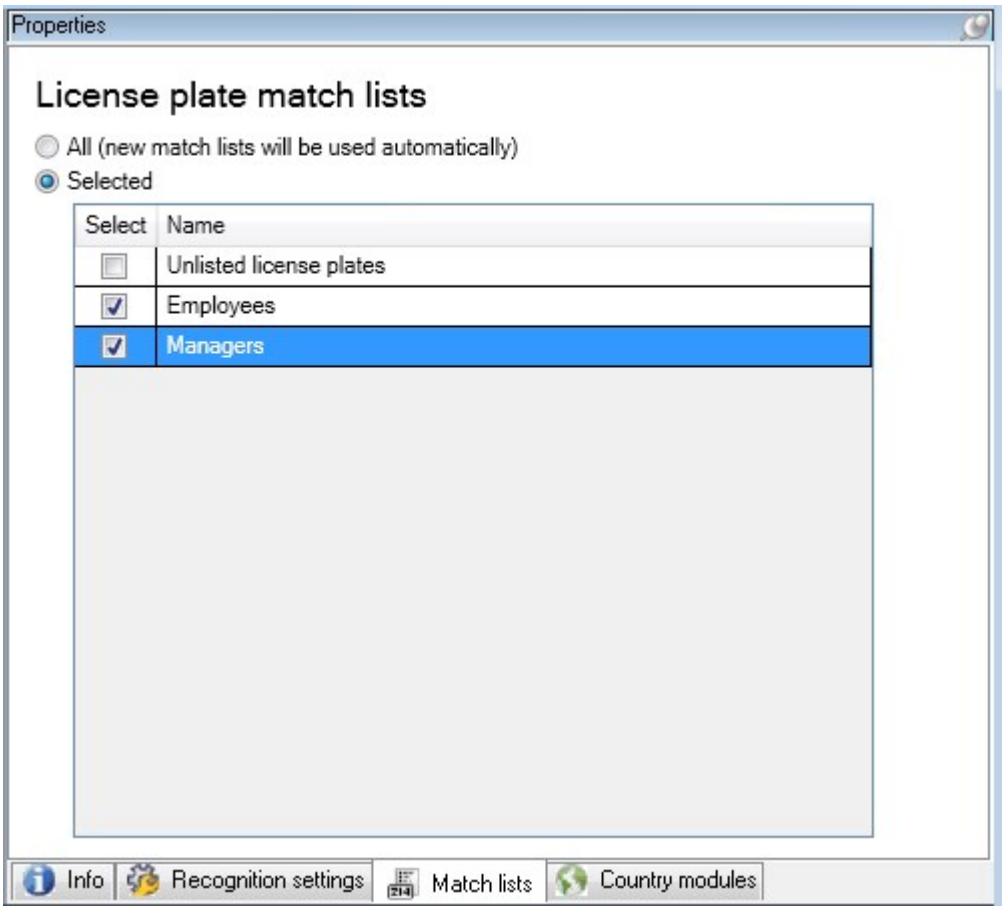 Properties
License plate match lists
All (new match lists will be used automatically)
Selected
Select Name
Unlisted license plates
Employees
Managers
Info Recognition settings 214 Match lists Country modules